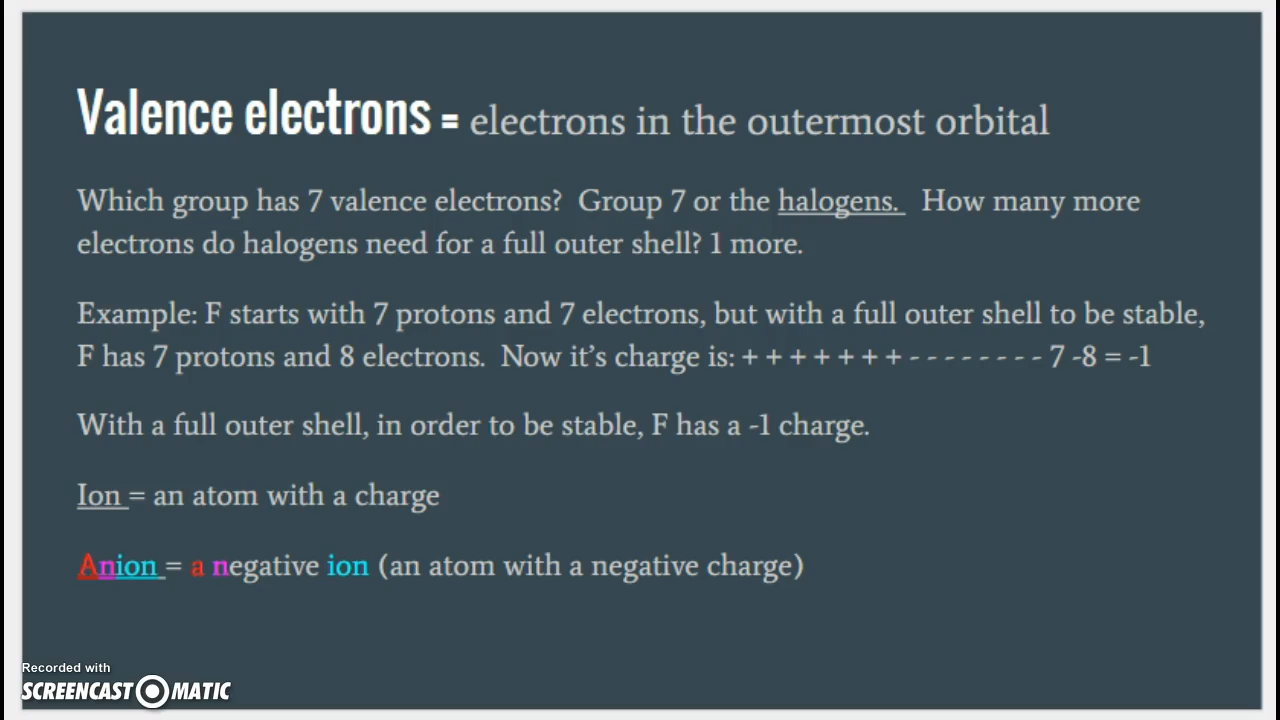 Valence electrons = electrons in the outermost orbital
Which group has 7 valence electrons? Group 7 or the halogens. How many more
electrons do halogens need for a full outer shell? 1 more.
Example: F starts with 7 protons and 7 electrons, but with a full outer shell to be stable,
F has 7 protons and 8 electrons. Now it's charge is: + + + + + + + - - - - - - - - 7 -8 = -1
With a full outer shell, in order to be stable, F has a -1 charge.
Ion = an atom with a charge
Anion = a negative ion (an atom with a negative charge)
Recorded with
SCREENCAST MATIC